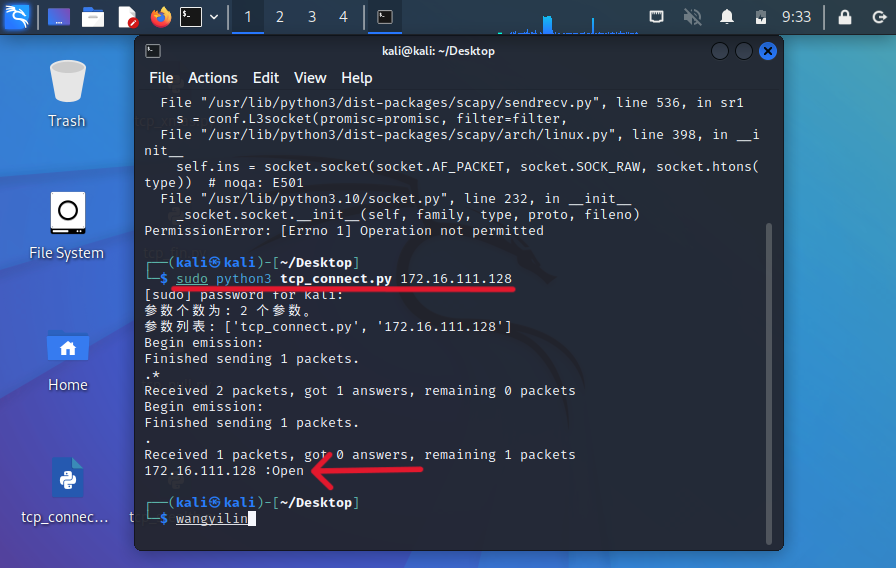 1 2 3 4 9:33
kali@kali: ~/Desktop
File Actions Edit View Help
File "/usr/lib/python3/dist-packages/scapy/sendrecv.py", line 536, in sr1
s = conf.L3socket(promisc=promisc, filter=filter,
File "/usr/lib/python3/dist-packages/scapy/arch/linux.py", line 398, in __i
nit__
self.ins = socket.socket(socket.AF_PACKET, socket.SOCK_RAW, socket.htons(
type)) # noqa: E501
File "/usr/lib/python3.10/socket.py", line 232, in __init__
_socket.socket.__init__(self, family, type, proto, fileno)
PermissionError: [Errno 1] Operation not permitted
┌──(kali㉿kali)-[~/Desktop]
└─$ sudo python3 tcp_connect.py 172.16.111.128
[sudo] password for kali:
参数个数为: 2 个参数。
参数列表: ['tcp_connect.py', '172.16.111.128']
Begin emission:
Finished sending 1 packets.
.*
Received 2 packets, got 1 answers, remaining 0 packets
Begin emission:
Finished sending 1 packets.
.
Received 1 packets, got 0 answers, remaining 1 packets
172.16.111.128 :Open
┌──(kali㉿kali)-[~/Desktop]
└─$ wangyilin
Trash
File System
Home
tcp_connec...